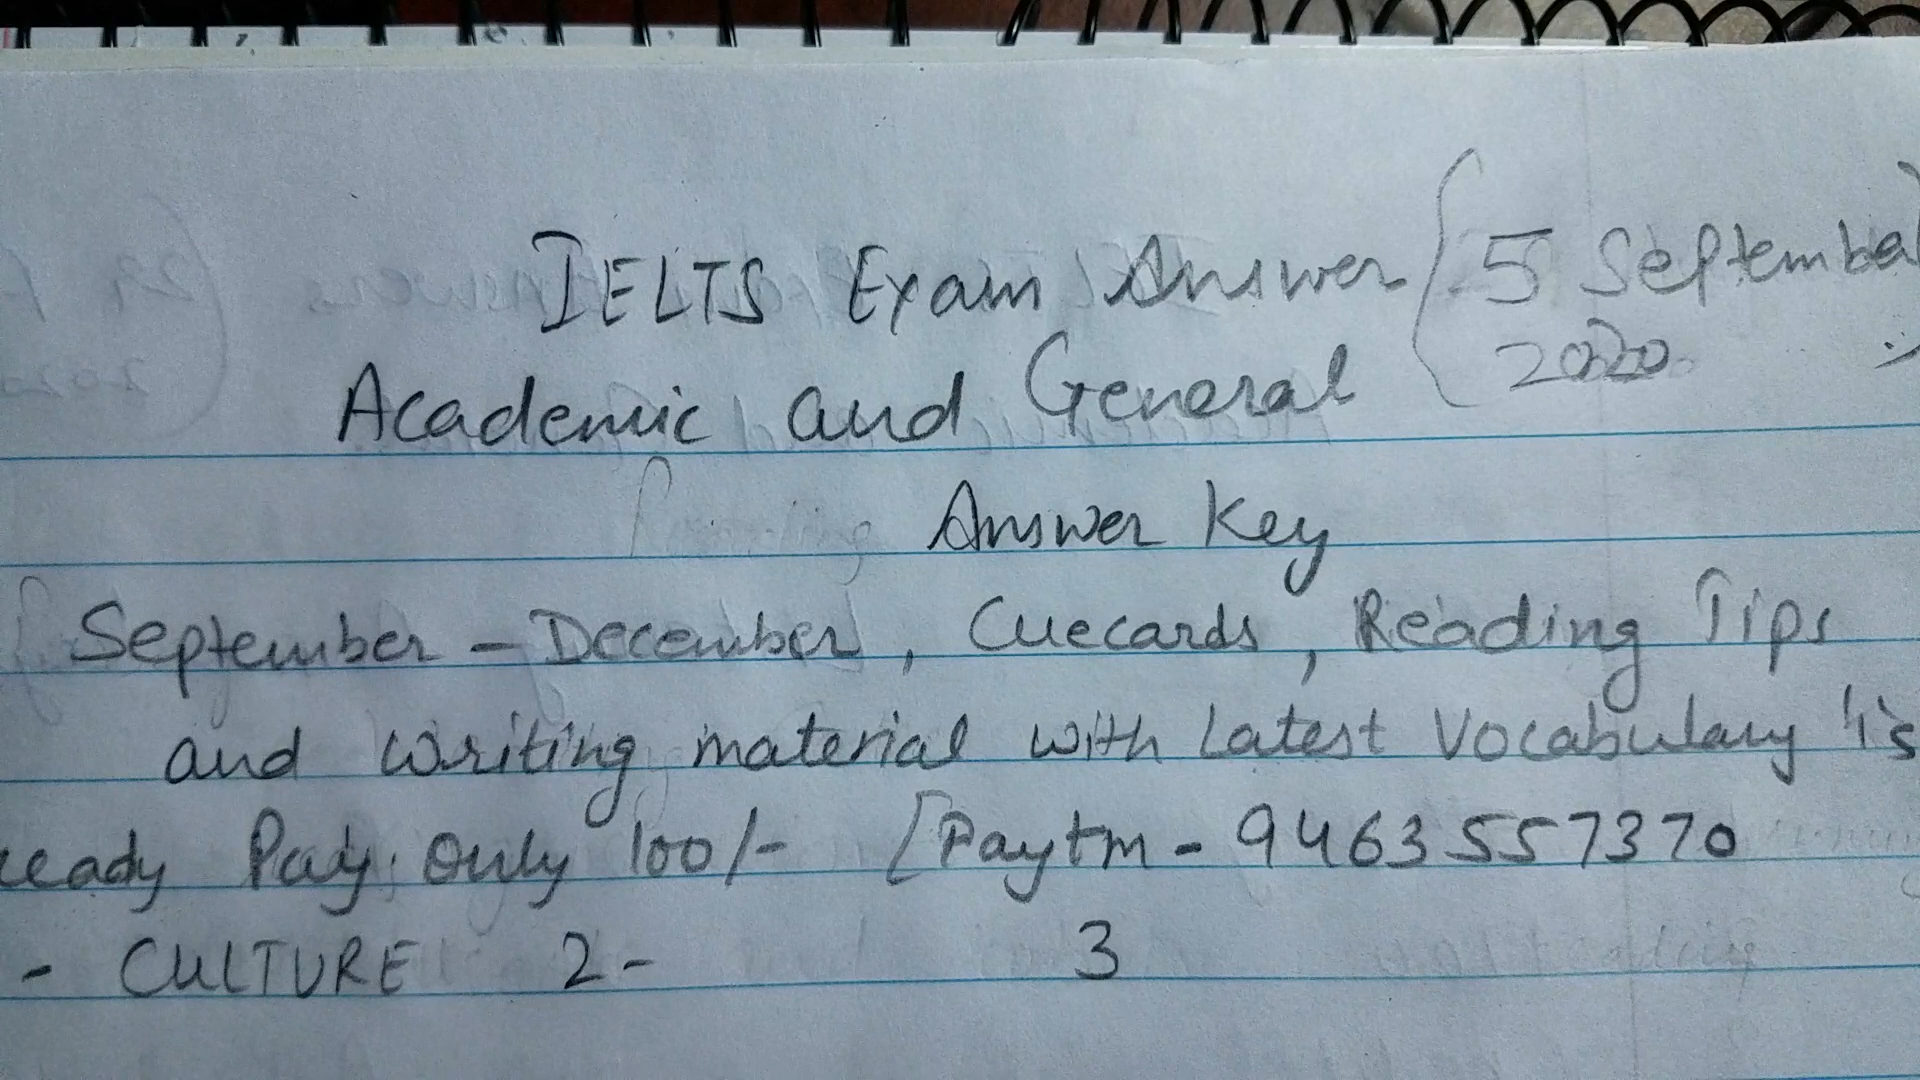 IELTS Exam Answer (5 September)
2020
Academic and General
Answer Key
September - December, Cuecards, Reading Tips
and writing material with Latest Vocabulary is
ready Pay Only 100/- [Paytm - 9463557370
- CULTURE 2- 3